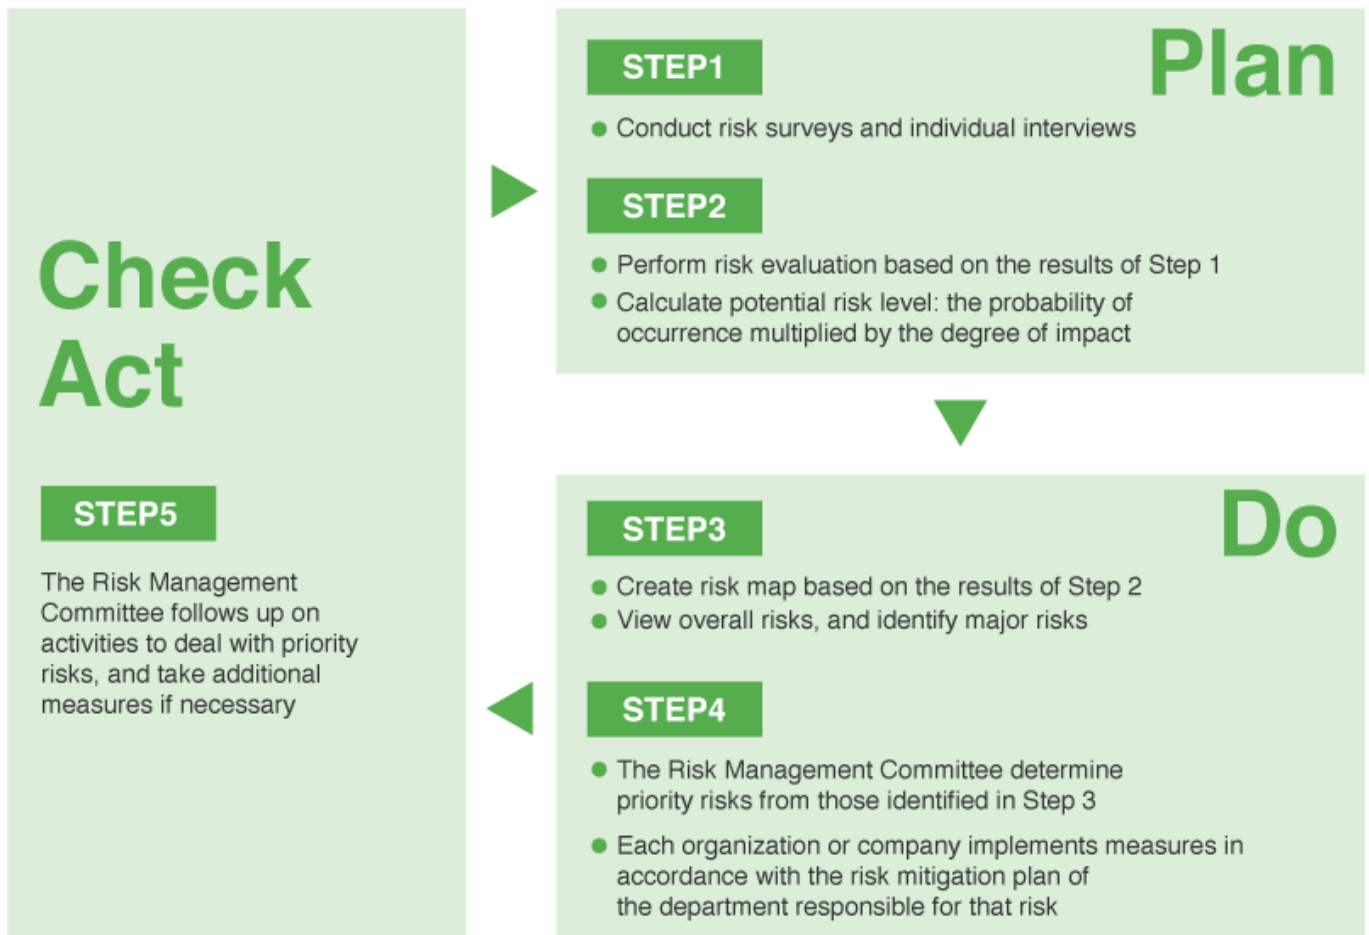 Plan
STEP1
Conduct risk surveys and individual interviews
STEP2
Perform risk evaluation based on the results of Step 1
Calculate potential risk level: the probability of
occurrence multiplied by the degree of impact
Do
STEP3
Create risk map based on the results of Step 2
View overall risks, and identify major risks
STEP4
The Risk Management Committee determine
priority risks from those identified in Step 3
Each organization or company implements measures in
accordance with the risk mitigation plan of
the department responsible for that risk
Check
Act
STEP5
The Risk Management
Committee follows up on
activities to deal with priority
risks, and take additional
measures if necessary